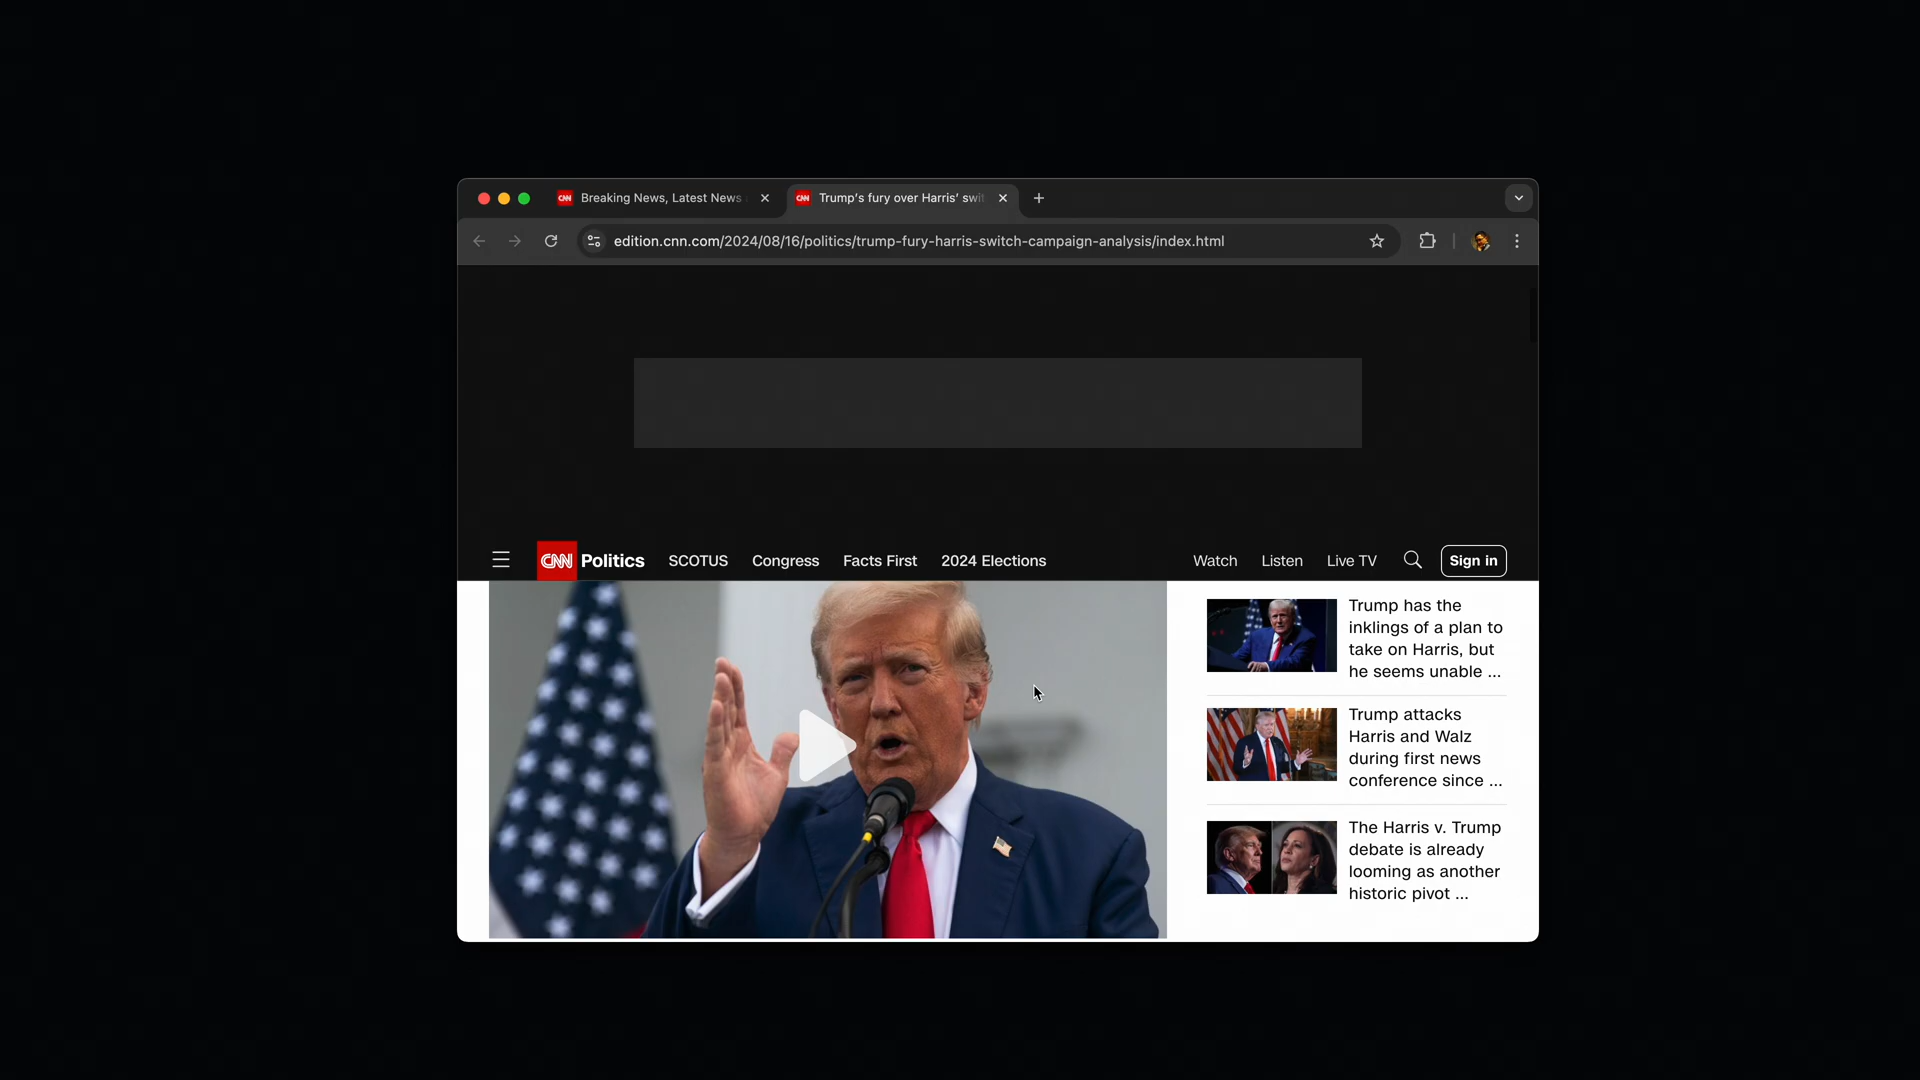 CNN Breaking News, Latest News
CNN Trump's fury over Harris' swit
edition.cnn.com/2024/08/16/politics/trump-fury-harris-switch-campaign-analysis/index.html
CNN Politics SCOTUS Congress Facts First 2024 Elections Watch Listen Live TV Sign in
Trump has the
inklings of a plan to
take on Harris, but
he seems unable ...
Trump attacks
Harris and Walz
during first news
conference since ...
The Harris v. Trump
debate is already
looming as another
historic pivot ...